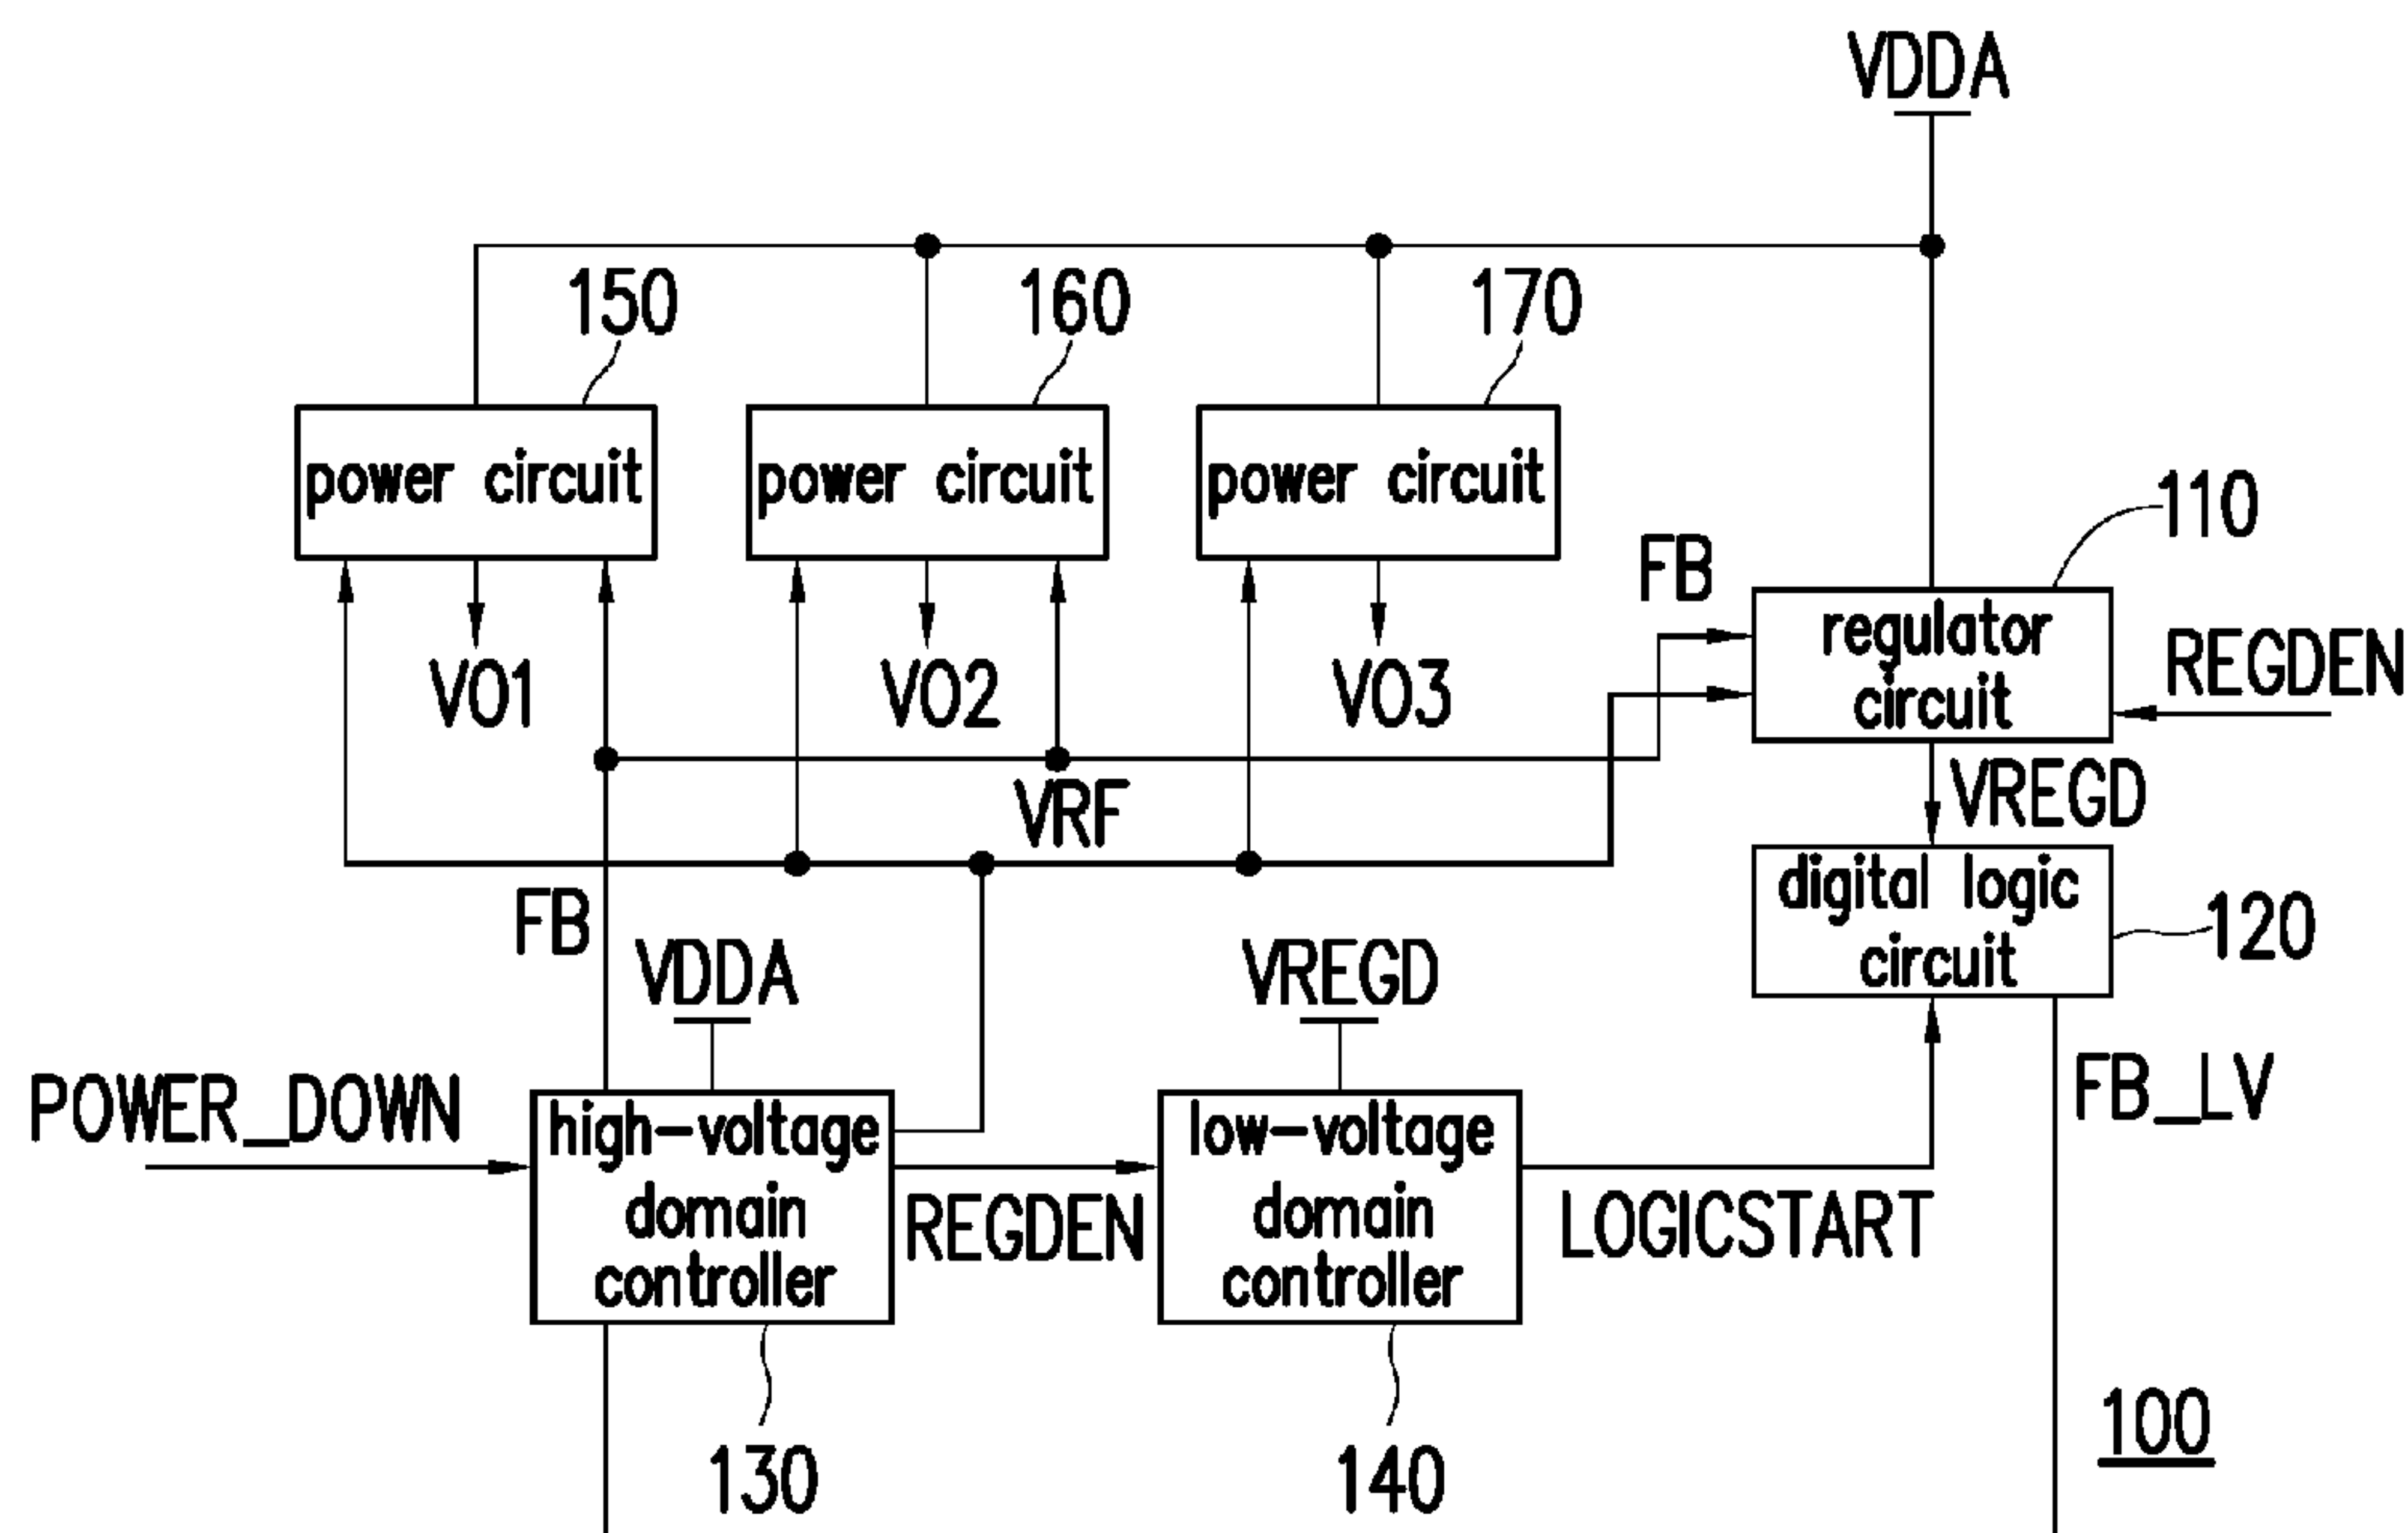 VDDA
150
160
170
power circuit
power circuit
power circuit
110
FB
regulator
circuit
REGDEN
VO1
VO2
VO3
VRF
VREGD
digital logic
circuit
120
FB
VDDA
VREGD
POWER_DOWN
high-voltage
domain
controller
REGDEN
low-voltage
domain
controller
LOGICSTART
FB_LV
130
140
100